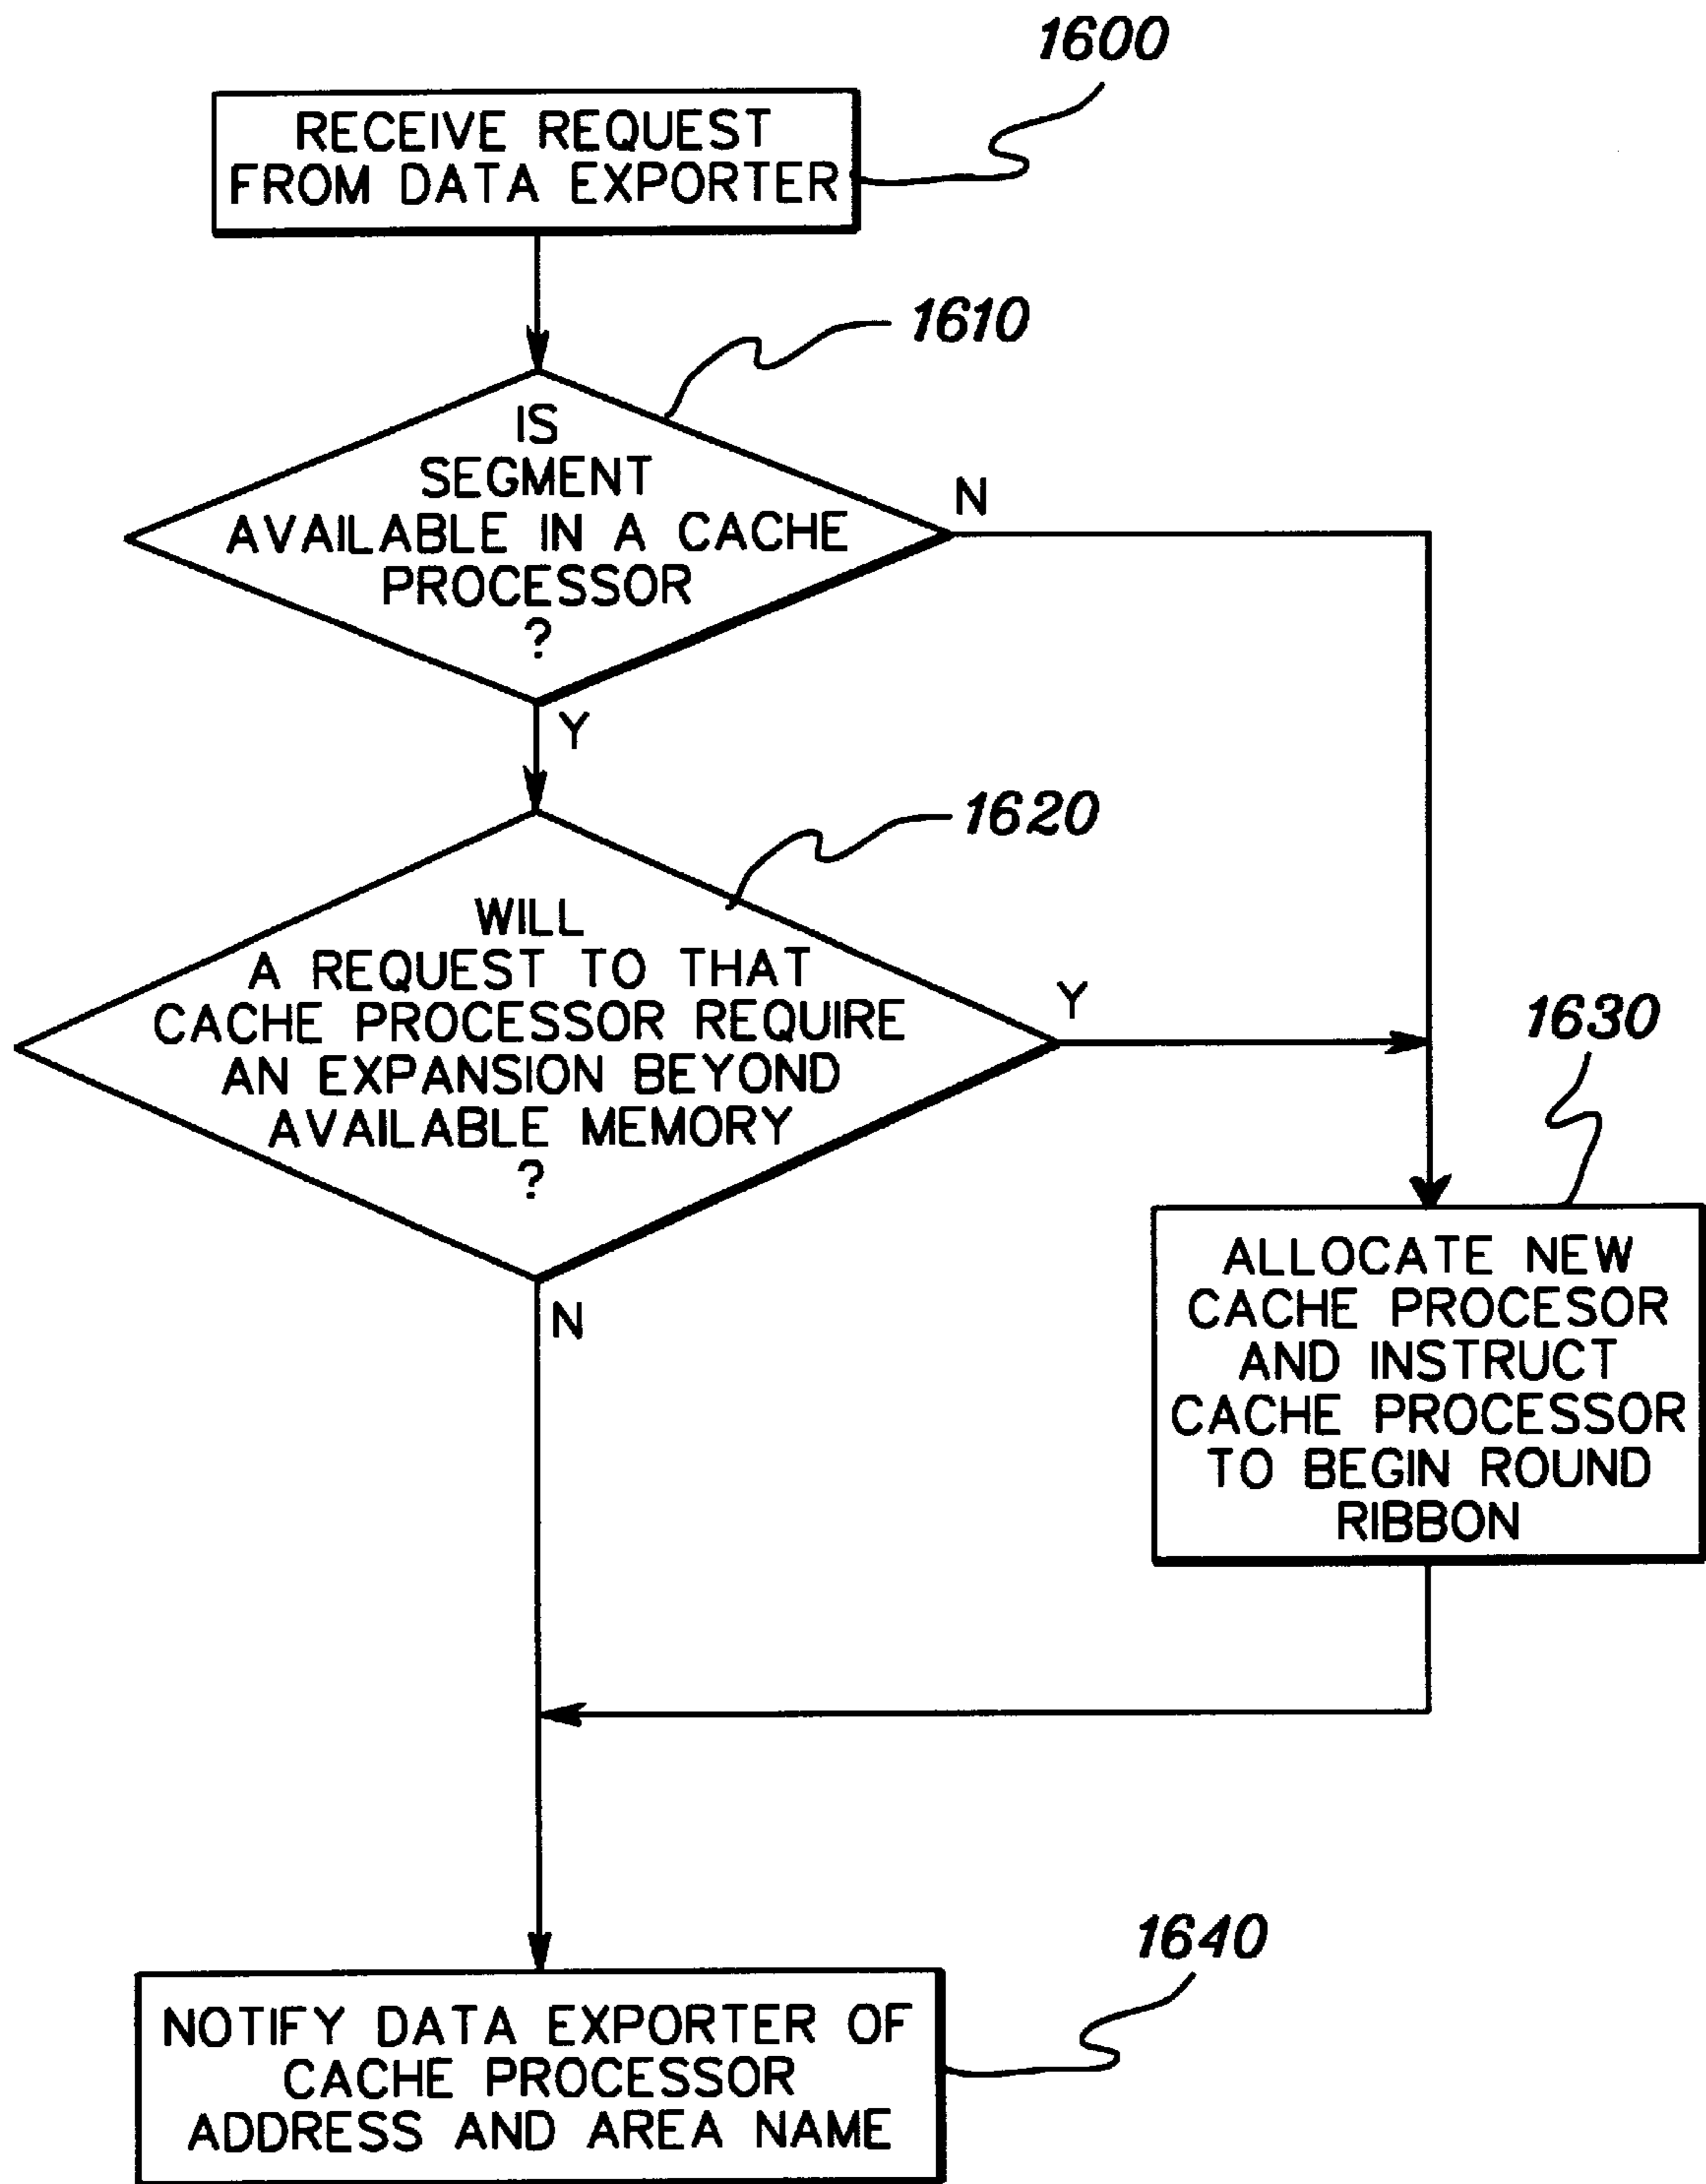 1600
RECEIVE REQUEST
FROM DATA EXPORTER
1610
IS
SEGMENT
AVAILABLE IN A CACHE
PROCESSOR
?
N
Y
1620
WILL
A REQUEST TO THAT
CACHE PROCESSOR REQUIRE
AN EXPANSION BEYOND
AVAILABLE MEMORY
?
Y
N
1630
ALLOCATE NEW
CACHE PROCESOR
AND INSTRUCT
CACHE PROCESSOR
TO BEGIN ROUND
RIBBON
1640
NOTIFY DATA EXPORTER OF
CACHE PROCESSOR
ADDRESS AND AREA NAME